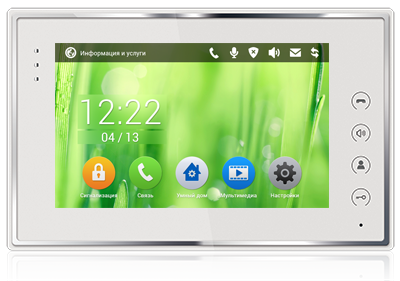 Информация и услуги
12:22
04 / 13
Сигнализация
Связь
Умный дом
Мультимедиа
Настройки